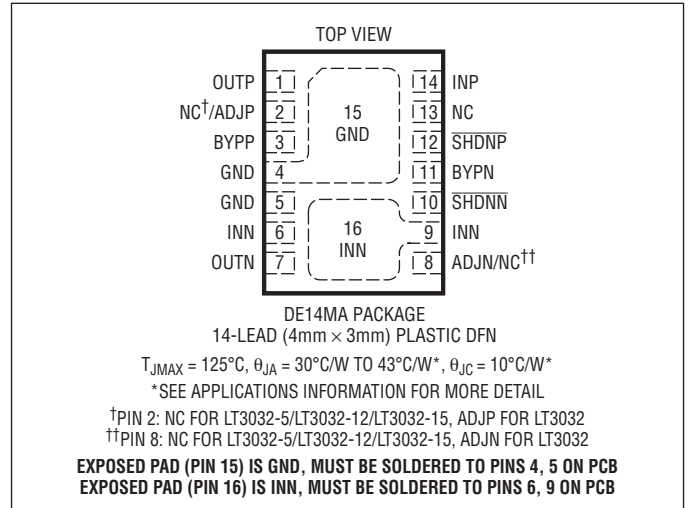 TOP VIEW
OUTP 1 14 INP
NC†/ADJP 2 15 13 NC
GND
BYPP 3 12 SHDNP
GND 4 11 BYPN
GND 5 10 SHDNN
INN 6 16 9 INN
INN
OUTN 7 8 ADJN/NC††
DE14MA PACKAGE
14-LEAD (4mm × 3mm) PLASTIC DFN
TJMAX = 125°C, θJA = 30°C/W TO 43°C/W*, θJC = 10°C/W*
*SEE APPLICATIONS INFORMATION FOR MORE DETAIL
†PIN 2: NC FOR LT3032-5/LT3032-12/LT3032-15, ADJP FOR LT3032
††PIN 8: NC FOR LT3032-5/LT3032-12/LT3032-15, ADJN FOR LT3032
EXPOSED PAD (PIN 15) IS GND, MUST BE SOLDERED TO PINS 4, 5 ON PCB
EXPOSED PAD (PIN 16) IS INN, MUST BE SOLDERED TO PINS 6, 9 ON PCB